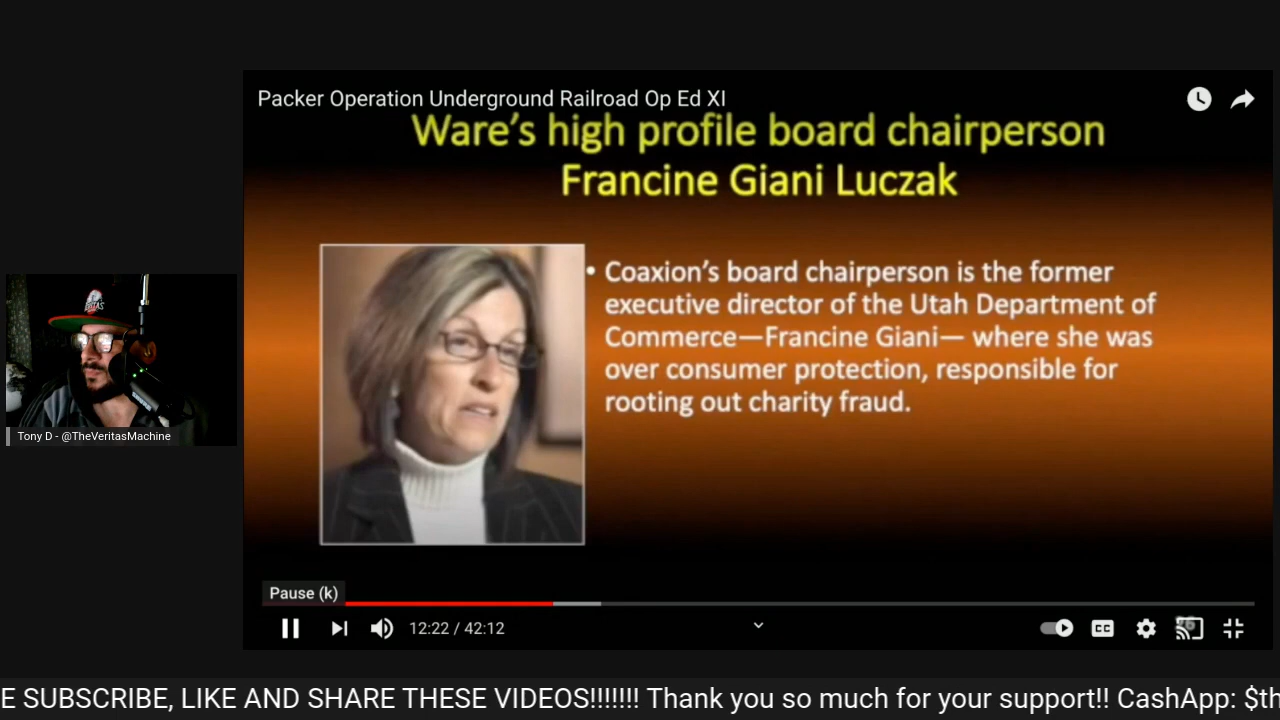 Packer Operation Underground Railroad Op Ed XI
Ware's high profile board chairperson
Francine Giani Luczak
• Coaxion's board chairperson is the former
executive director of the Utah Department of
Commerce—Francine Giani— where she was
over consumer protection, responsible for
rooting out charity fraud.
Tony D - @TheVeritasMachine
Pause (k)
12:22 / 42:12
CC
E SUBSCRIBE, LIKE AND SHARE THESE VIDEOS!!!!!!! Thank you so much for your support!! CashApp: $th